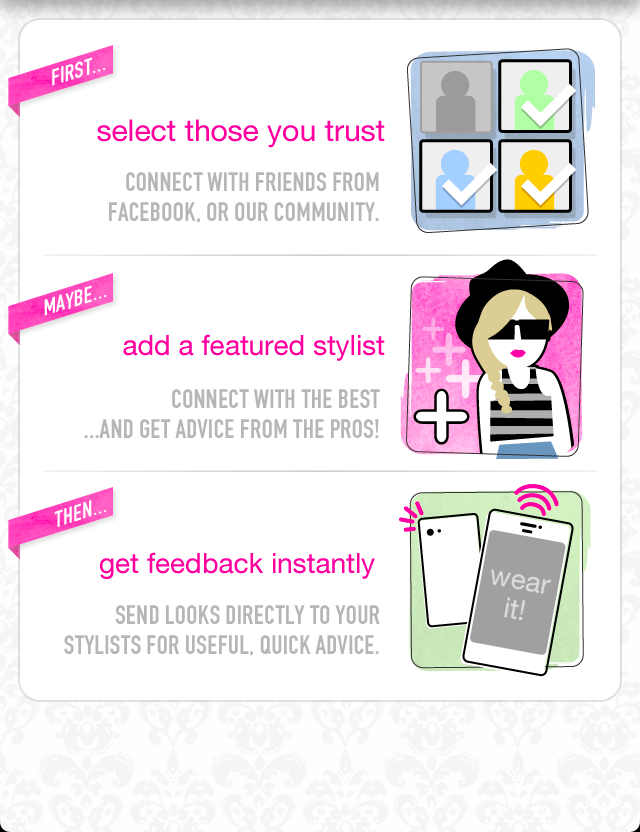 FIRST...
select those you trust
CONNECT WITH FRIENDS FROM
FACEBOOK, OR OUR COMMUNITY.
MAYBE...
add a featured stylist
CONNECT WITH THE BEST
...AND GET ADVICE FROM THE PROS!
THEN...
get feedback instantly
SEND LOOKS DIRECTLY TO YOUR
STYLISTS FOR USEFUL, QUICK ADVICE.
wear
it!